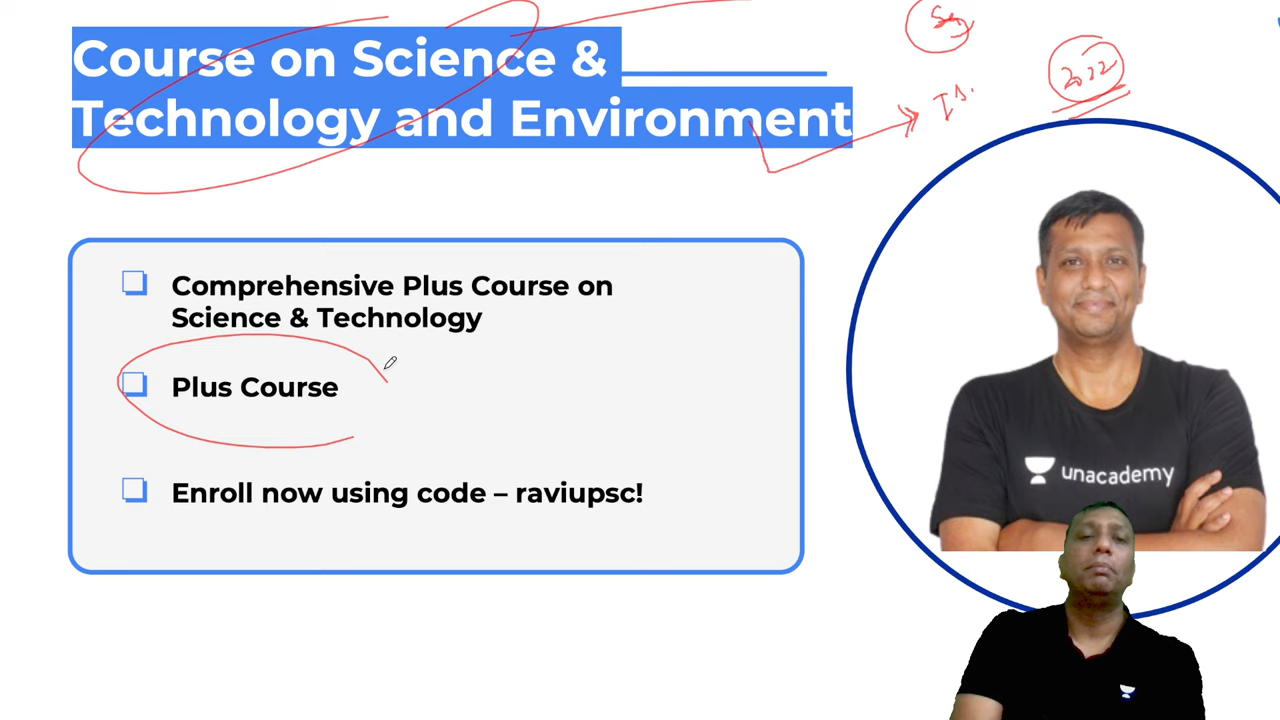 Course on Science &
Technology and Environment
2022
Comprehensive Plus Course on
Science & Technology
Plus Course
Enroll now using code – raviupsc!
unacademy